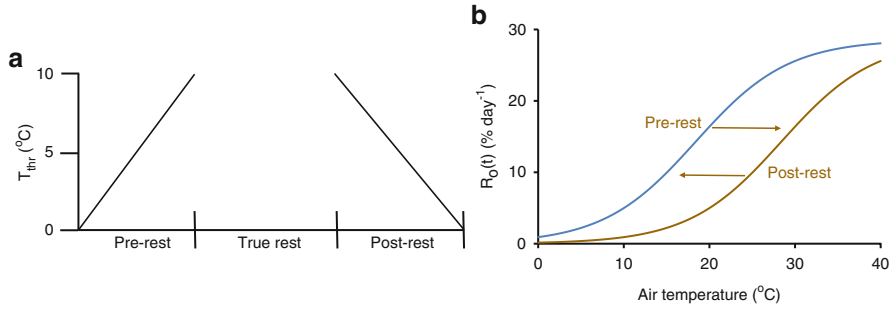 a
T_thr (°C)
10
5
0
Pre-rest
True rest
Post-rest
b
R_o(t) (% day⁻¹)
30
20
10
0
Pre-rest
Post-rest
0
10
20
30
40
Air temperature (°C)